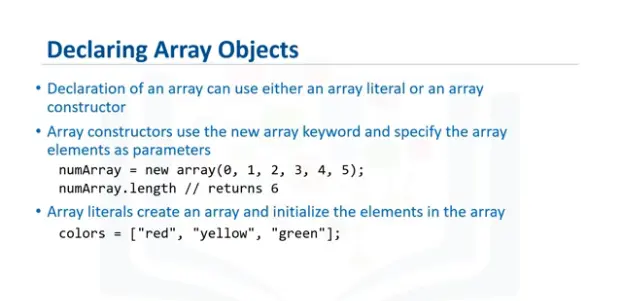 Declaring Array Objects
• Declaration of an array can use either an array literal or an array
constructor
• Array constructors use the new array keyword and specify the array
elements as parameters
numArray = new array(0, 1, 2, 3, 4, 5);
numArray.length // returns 6
• Array literals create an array and initialize the elements in the array
colors = ["red", "yellow", "green"];